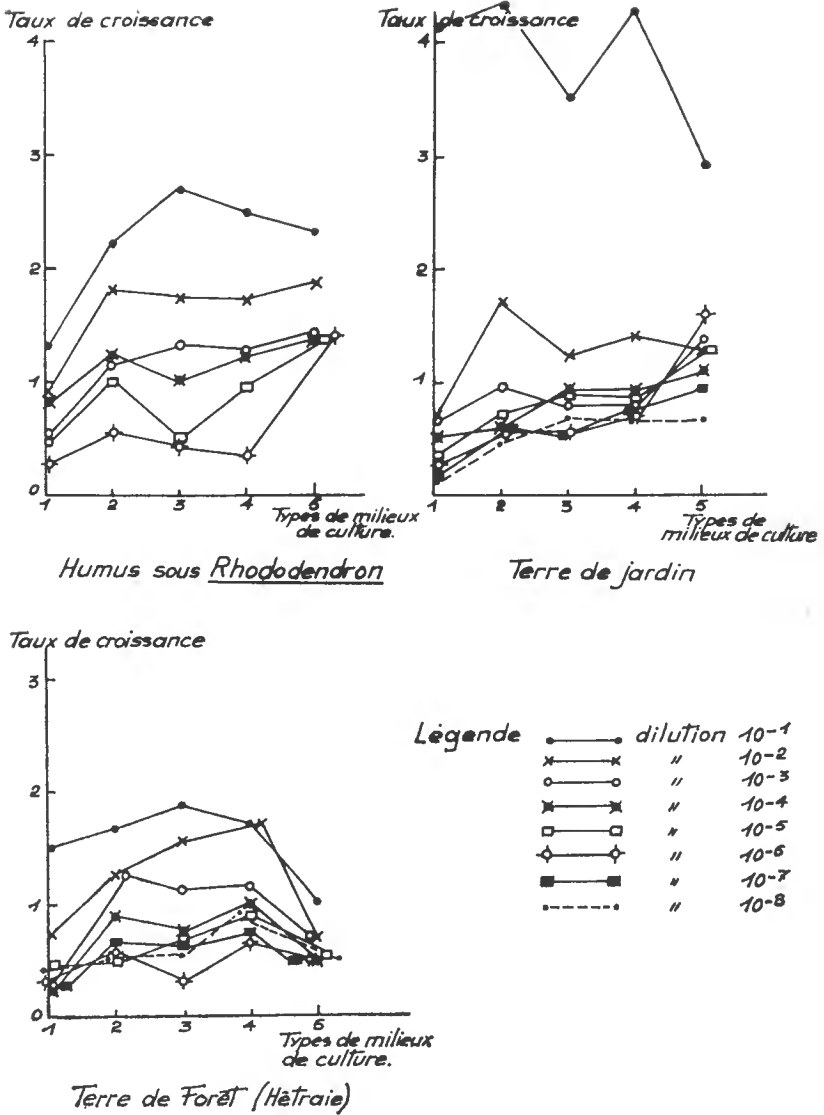 Taux de croissance
4
3
2
1
0
1 2 3 4 6
Types de milieux
de culture.
Humus sous Rhododendron
Taux de croissance
4
3
2
1
1 2 3 4 5
Types de
milieux de culture
Terre de jardin
Taux de croissance
3
2
1
0
1 2 3 4 6
Types de milieux
de culture.
Terre de Forêt (Hêtraie)
Légende dilution 10-1
" 10-2
" 10-3
" 10-4
" 10-5
" 10-6
" 10-7
" 10-8